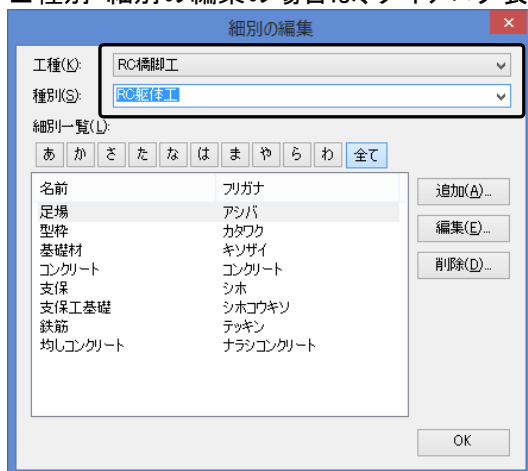 細別の編集
工種(K): RC橋脚工
種別(S): RC躯体工
細別一覧(L):
あ か さ た な は ま や ら わ 全て
名前 フリガナ
足場 アシバ
型枠 カタワク
基礎材 キソザイ
コンクリート コンクリート
支保 シホ
支保工基礎 シホコウキソ
鉄筋 テッキン
均しコンクリート ナラシコンクリート
追加(A)...
編集(E)...
削除(D)...
OK